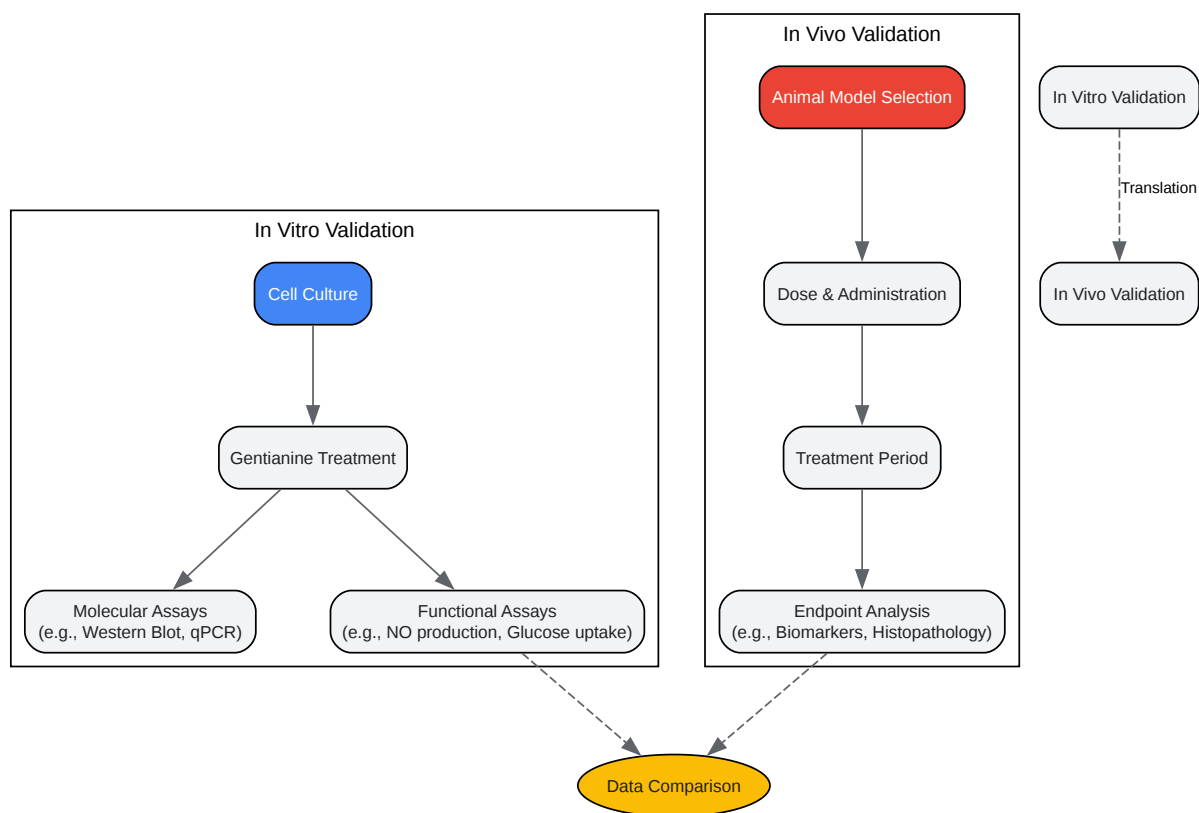 In Vivo Validation
Animal Model Selection
In Vitro Validation
Translation
In Vitro Validation
Cell Culture
Dose & Administration
In Vivo Validation
Gentianine Treatment
Treatment Period
Molecular Assays
(e.g., Western Blot, qPCR)
Functional Assays
(e.g., NO production, Glucose uptake)
Endpoint Analysis
(e.g., Biomarkers, Histopathology)
Data Comparison